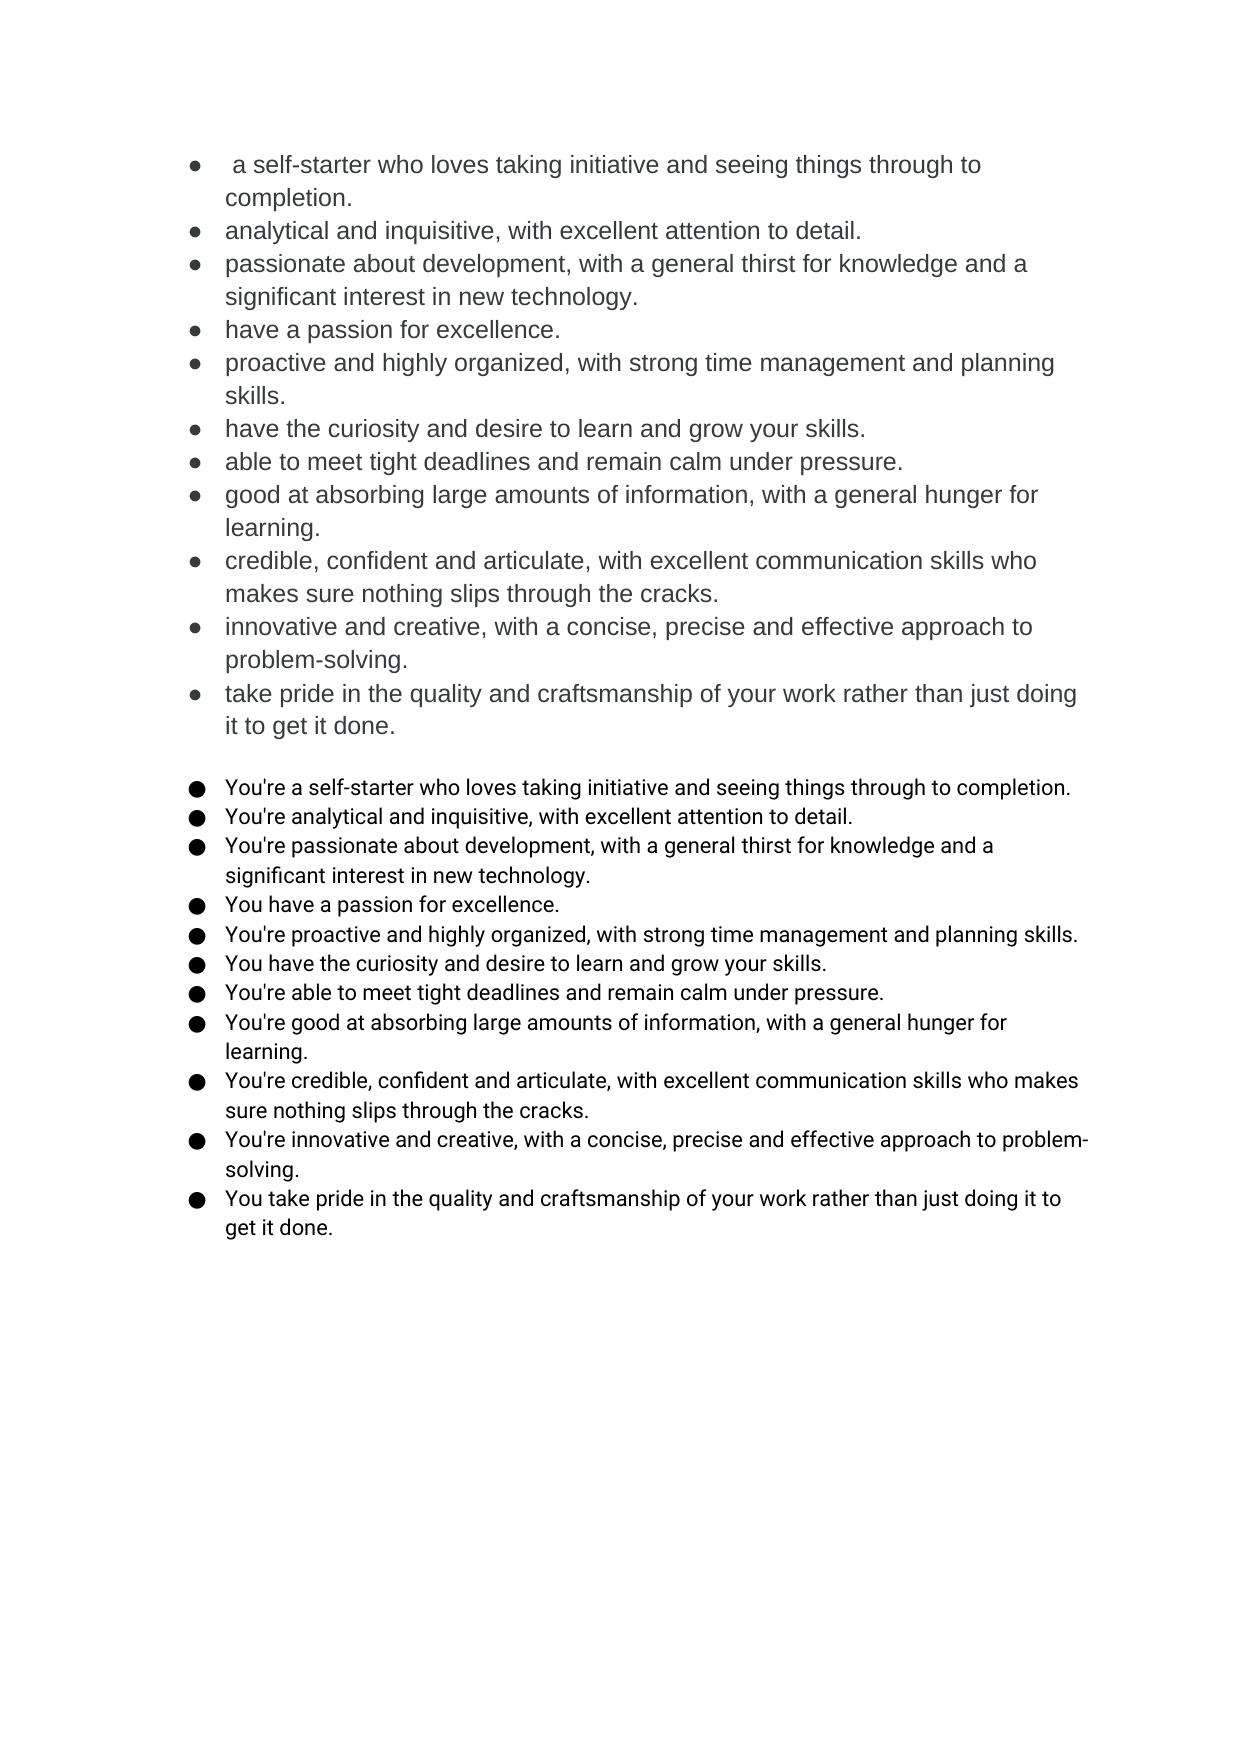 ●  a self-starter who loves taking initiative and seeing things through to
completion.
● analytical and inquisitive, with excellent attention to detail.
● passionate about development, with a general thirst for knowledge and a
significant interest in new technology.
● have a passion for excellence.
● proactive and highly organized, with strong time management and planning
skills.
● have the curiosity and desire to learn and grow your skills.
● able to meet tight deadlines and remain calm under pressure.
● good at absorbing large amounts of information, with a general hunger for
learning.
● credible, confident and articulate, with excellent communication skills who
makes sure nothing slips through the cracks.
● innovative and creative, with a concise, precise and effective approach to
problem-solving.
● take pride in the quality and craftsmanship of your work rather than just doing
it to get it done.
● You're a self-starter who loves taking initiative and seeing things through to completion.
● You're analytical and inquisitive, with excellent attention to detail.
● You're passionate about development, with a general thirst for knowledge and a
significant interest in new technology.
● You have a passion for excellence.
● You're proactive and highly organized, with strong time management and planning skills.
● You have the curiosity and desire to learn and grow your skills.
● You're able to meet tight deadlines and remain calm under pressure.
● You're good at absorbing large amounts of information, with a general hunger for
learning.
● You're credible, confident and articulate, with excellent communication skills who makes
sure nothing slips through the cracks.
● You're innovative and creative, with a concise, precise and effective approach to problem-
solving.
● You take pride in the quality and craftsmanship of your work rather than just doing it to
get it done.